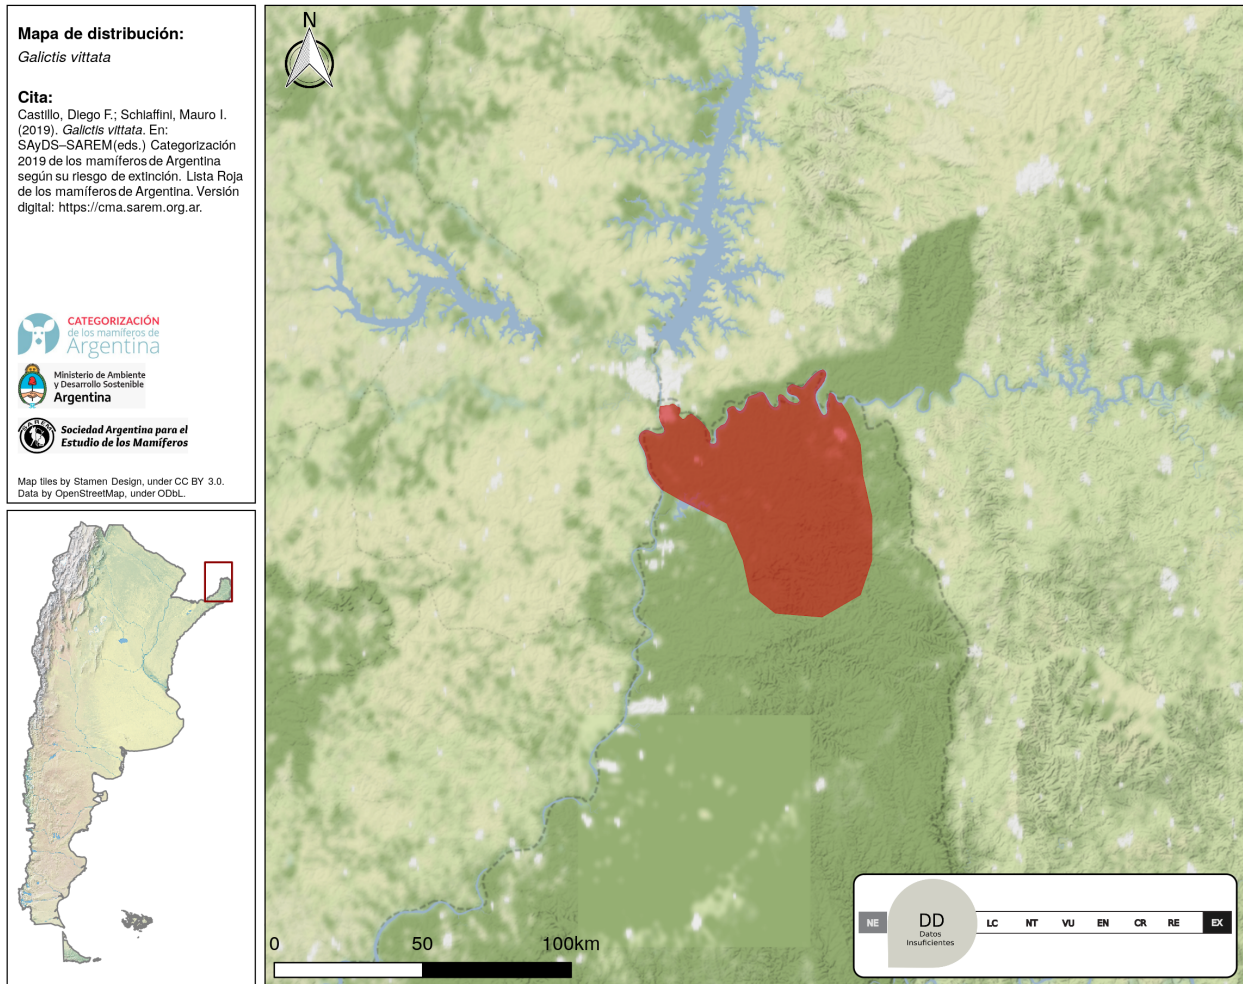 Mapa de distribución:
Galictis vittata
Cita:
Castillo, Diego F.; Schiaffini, Mauro I.
(2019). Galictis vittata. En:
SAyDS–SAREM(eds.) Categorización
2019 de los mamíferos de Argentina
según su riesgo de extinción. Lista Roja
de los mamíferos de Argentina. Versión
digital: https://cma.sarem.org.ar.
CATEGORIZACIÓN
de los mamíferos de
Argentina
Ministerio de Ambiente
y Desarrollo Sostenible
Argentina
SAREM
Sociedad Argentina para el
Estudio de los Mamíferos
Map tiles by Stamen Design, under CC BY 3.0.
Data by OpenStreetMap, under ODbL.
N
0 50 100km
NE DD LC NT VU EN CR RE EX
Datos
Insuficientes